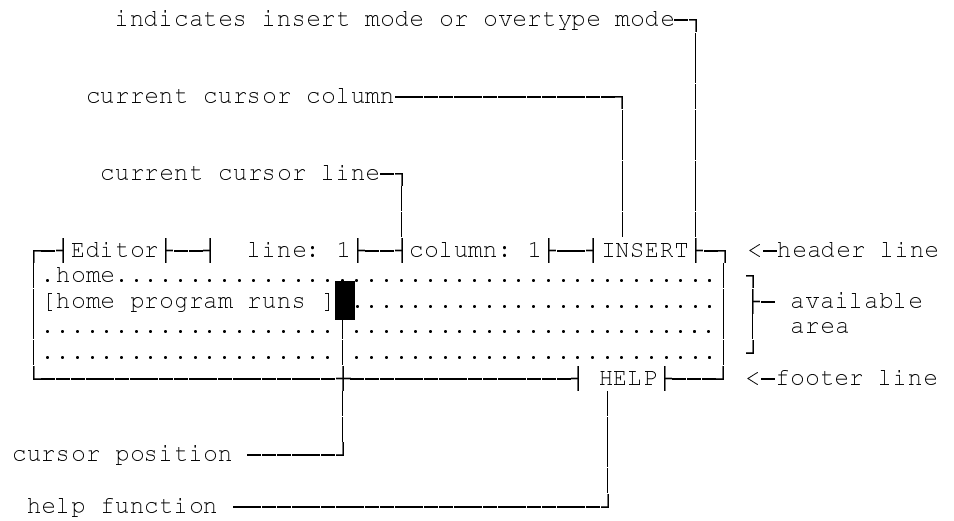 indicates insert mode or overtype mode
current cursor column
current cursor line
Editor line: 1 column: 1 INSERT <-header line
.home.........................................
[home program runs ] ......................... available
.............................................. area
..............................................
HELP <-footer line
cursor position
help function